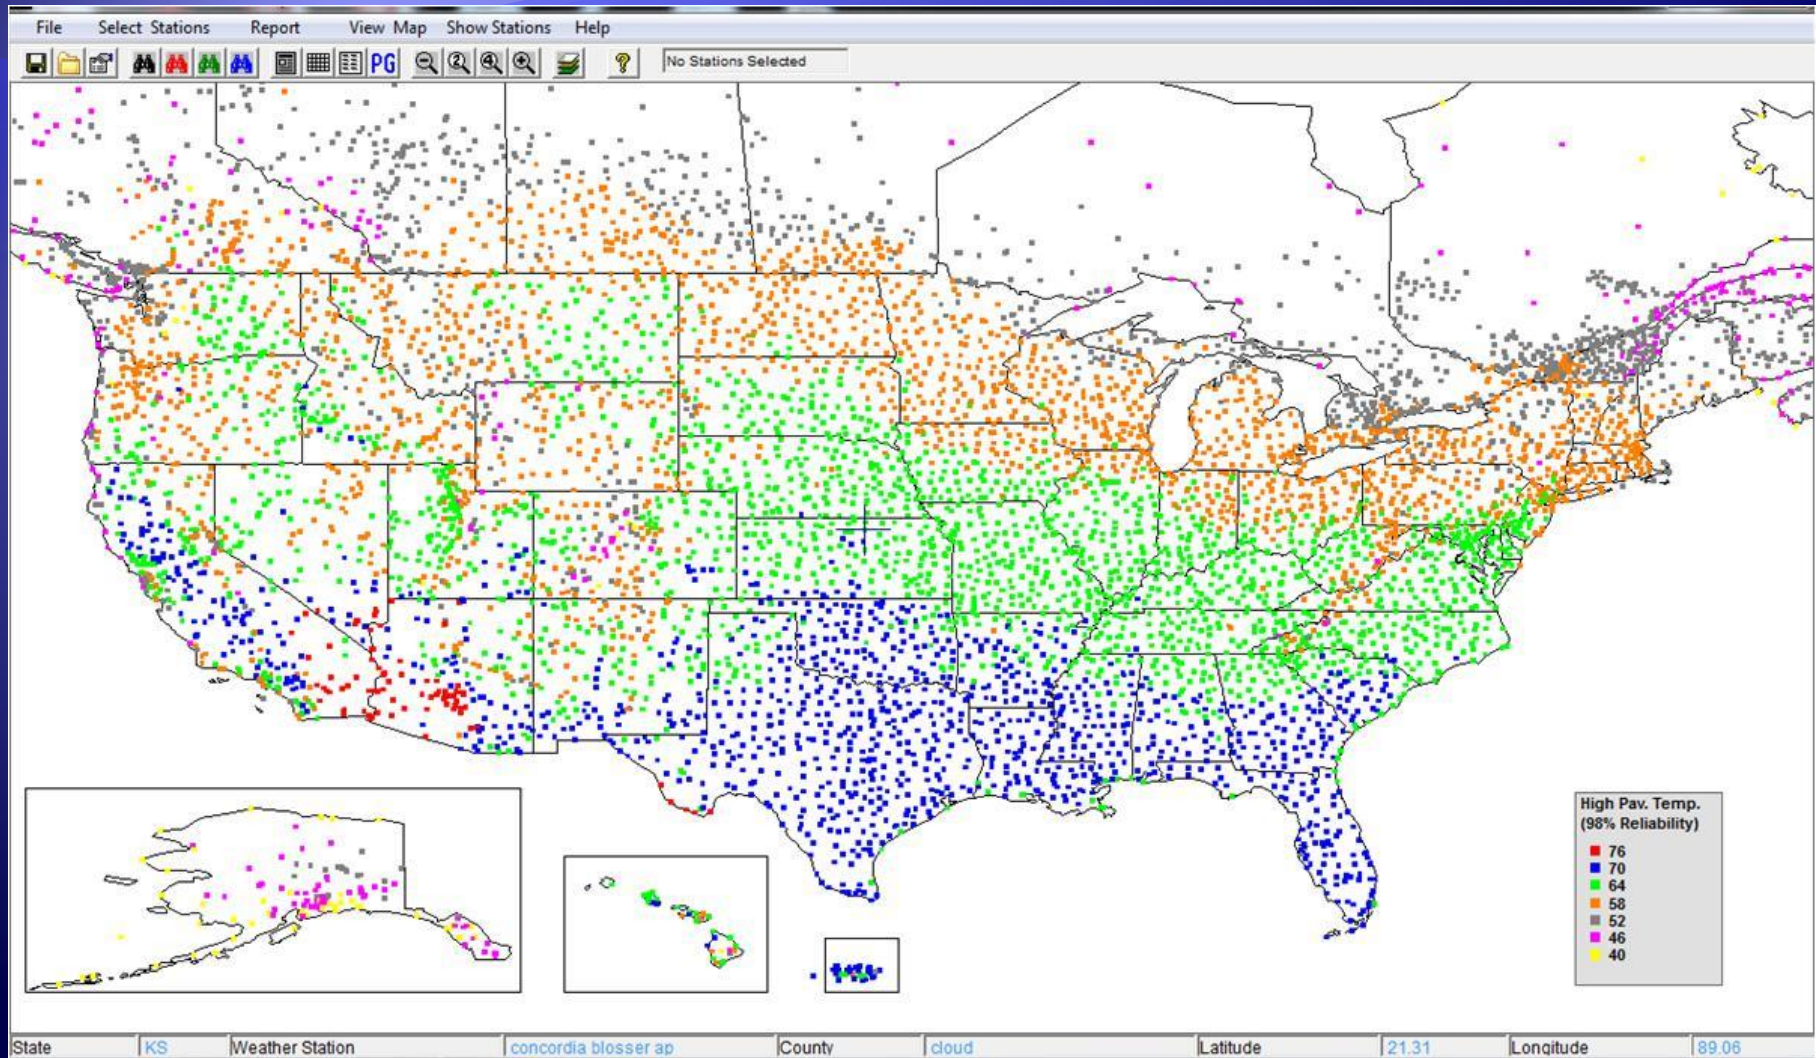 File Select Stations Report View Map Show Stations Help
PG 2 4 ? No Stations Selected
High Pav. Temp.
(98% Reliability)
76
70
64
58
52
46
40
State KS Weather Station concordia blosser ap County cloud Latitude 21.31 Longitude 89.06